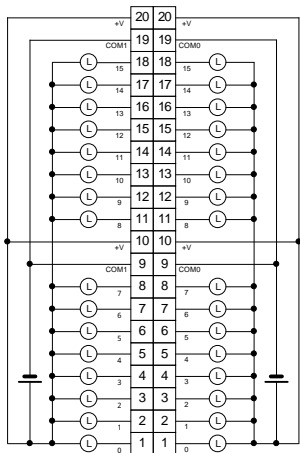 +V 20 20 +V
COM1 19 19 COM0
L 15 18 18 15 L
L 14 17 17 14 L
L 13 16 16 13 L
L 12 15 15 12 L
L 11 14 14 11 L
L 10 13 13 10 L
L 9 12 12 9 L
L 8 11 11 8 L
+V 10 10 +V
COM1 9 9 COM0
L 7 8 8 7 L
L 6 7 7 6 L
L 5 6 6 5 L
L 4 5 5 4 L
L 3 4 4 3 L
L 2 3 3 2 L
L 1 2 2 1 L
L 0 1 1 0 L